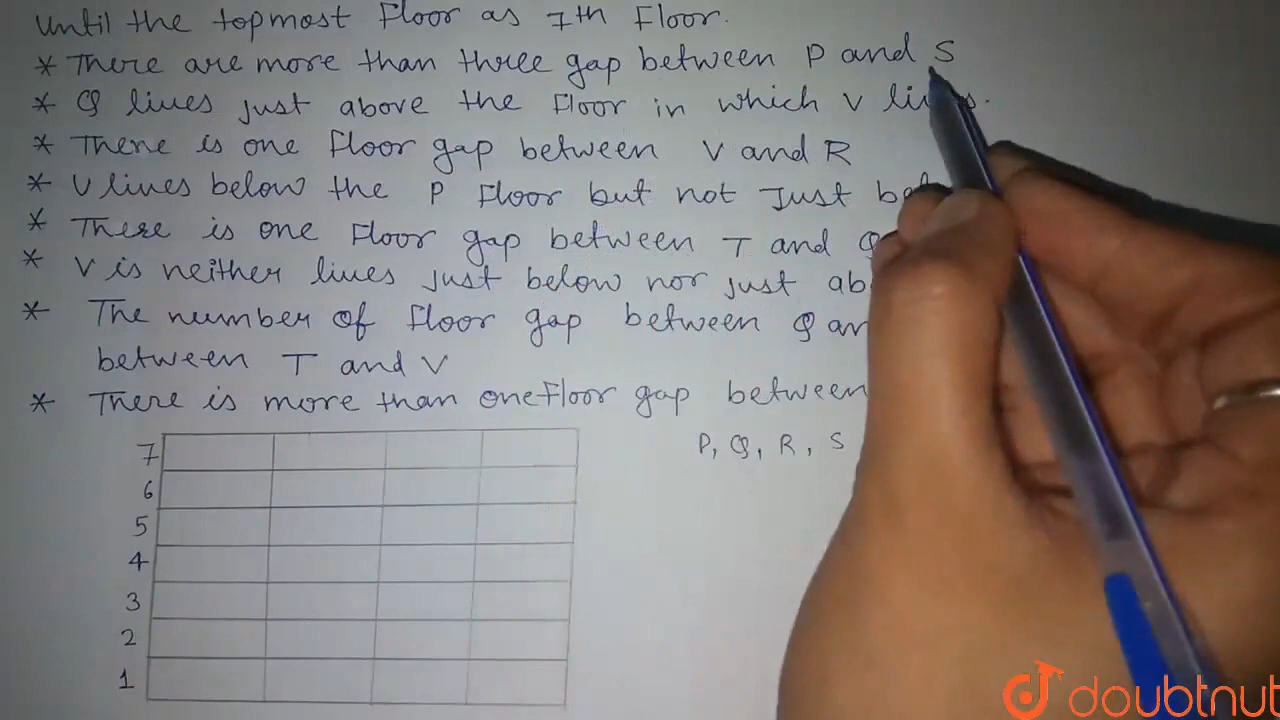 Until the topmost Floor as 7th Floor.
* There are more than three gap between P and S
* Q lives just above the Floor in which V
* There is one Floor gap between V and R
* U lives below the P Floor but not Just
* There is one Floor gap between T and Q
* V is neither lives just below nor just
* The number of Floor gap between Q
between T and V
* There is more than one Floor gap between
P, Q, R, S
7
6
5
4
3
2
1
doubtnut